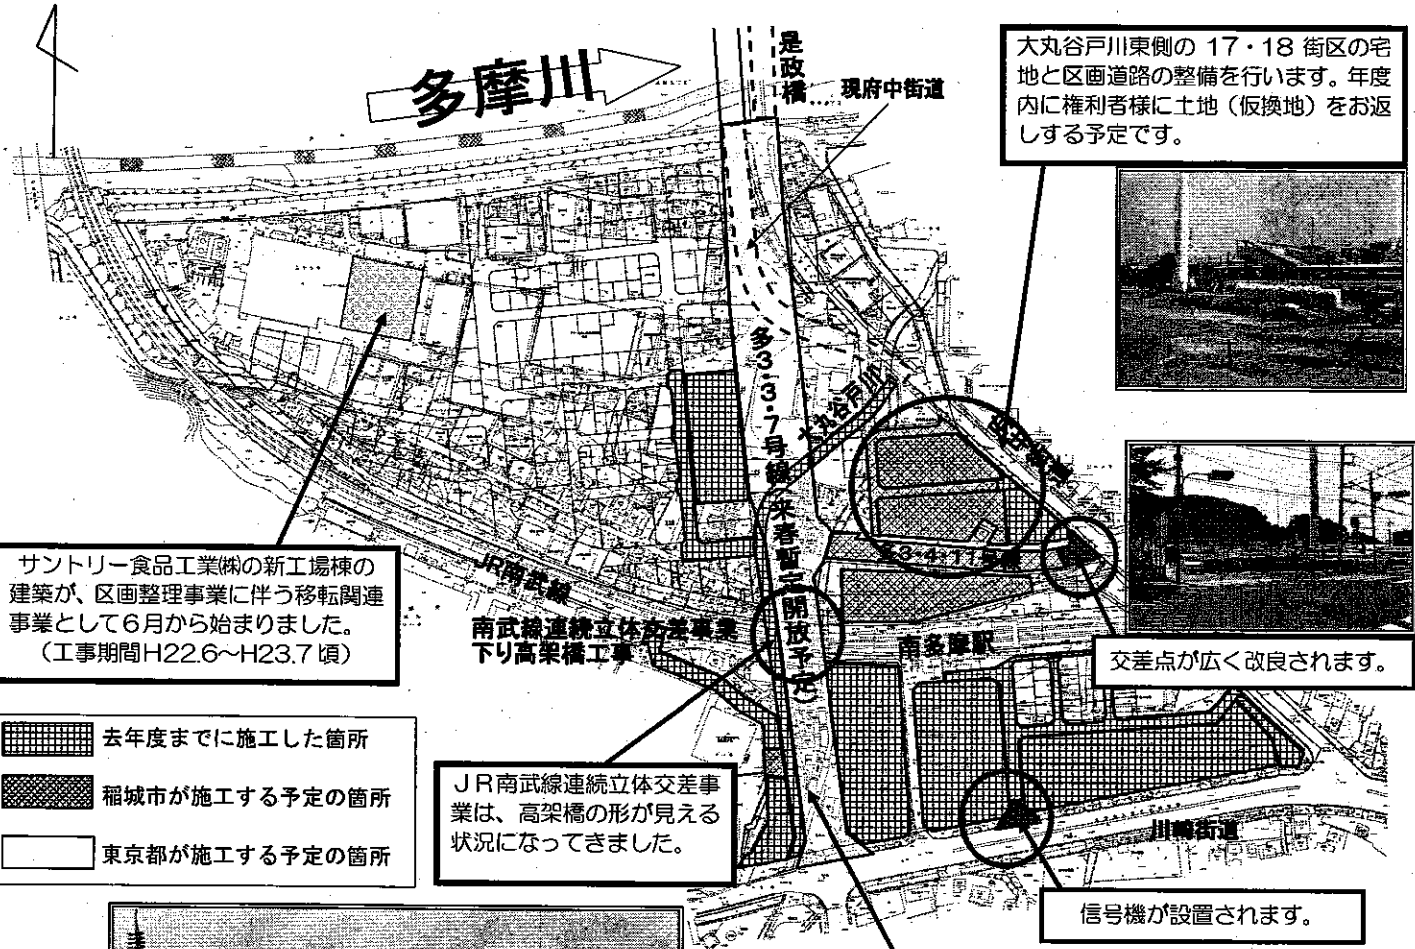 多摩川
是政橋
現府中街道
大丸谷戸川東側の 17・18 街区の宅
地と区画道路の整備を行います。年度
内に権利者様に土地（仮換地）をお返
しする予定です。
多3・3・7号線（来春暫定開放予定）
大丸谷戸川
府中街道
多3・4・11号線
JR南武線
南武線連続立体交差事業
下り高架橋工事
南多摩駅
交差点が広く改良されます。
サントリー食品工業㈱の新工場棟の
建築が、区画整理事業に伴う移転関連
事業として６月から始まりました。
（工事期間H22.6～H23.7 頃）
去年度までに施工した箇所
稲城市が施工する予定の箇所
東京都が施工する予定の箇所
ＪＲ南武線連続立体交差事
業は、高架橋の形が見える
状況になってきました。
川崎街道
信号機が設置されます。